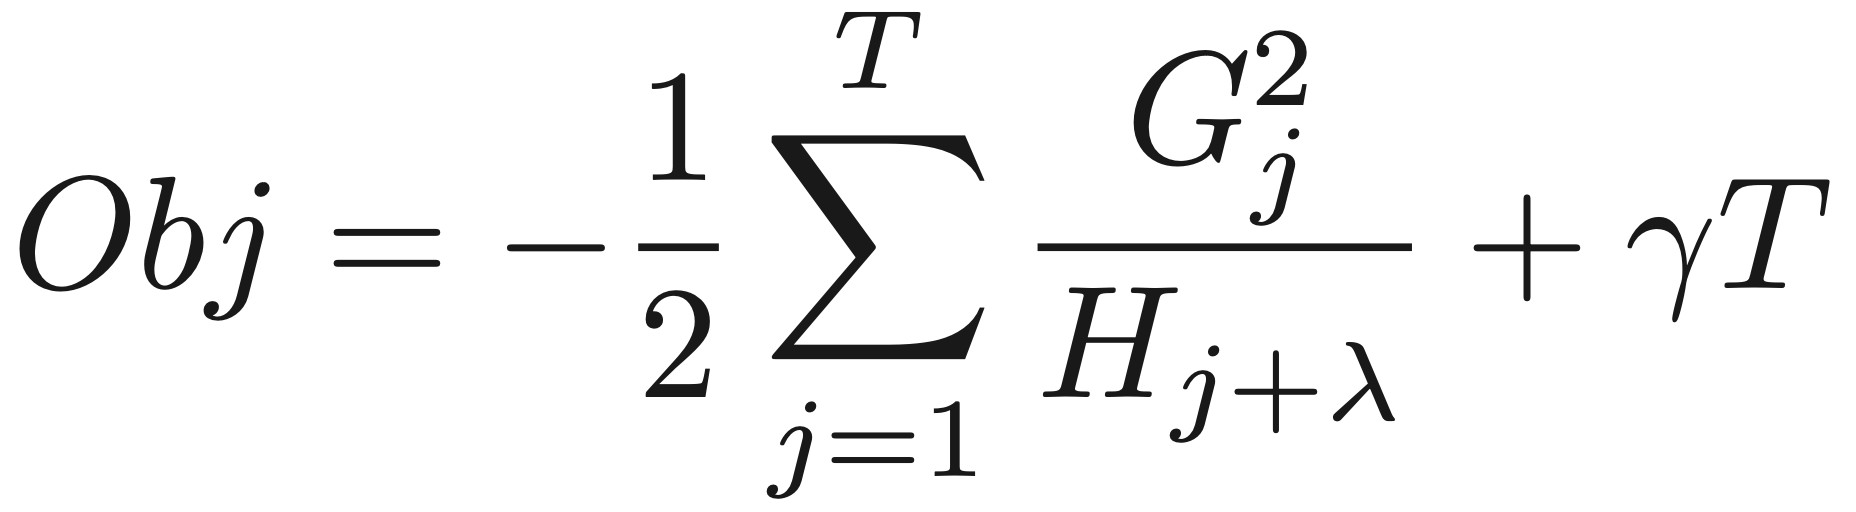 Obj = -\frac{1}{2} \sum_{j=1}^{T} \frac{G_j^2}{H_{j+\lambda}} + \gamma T